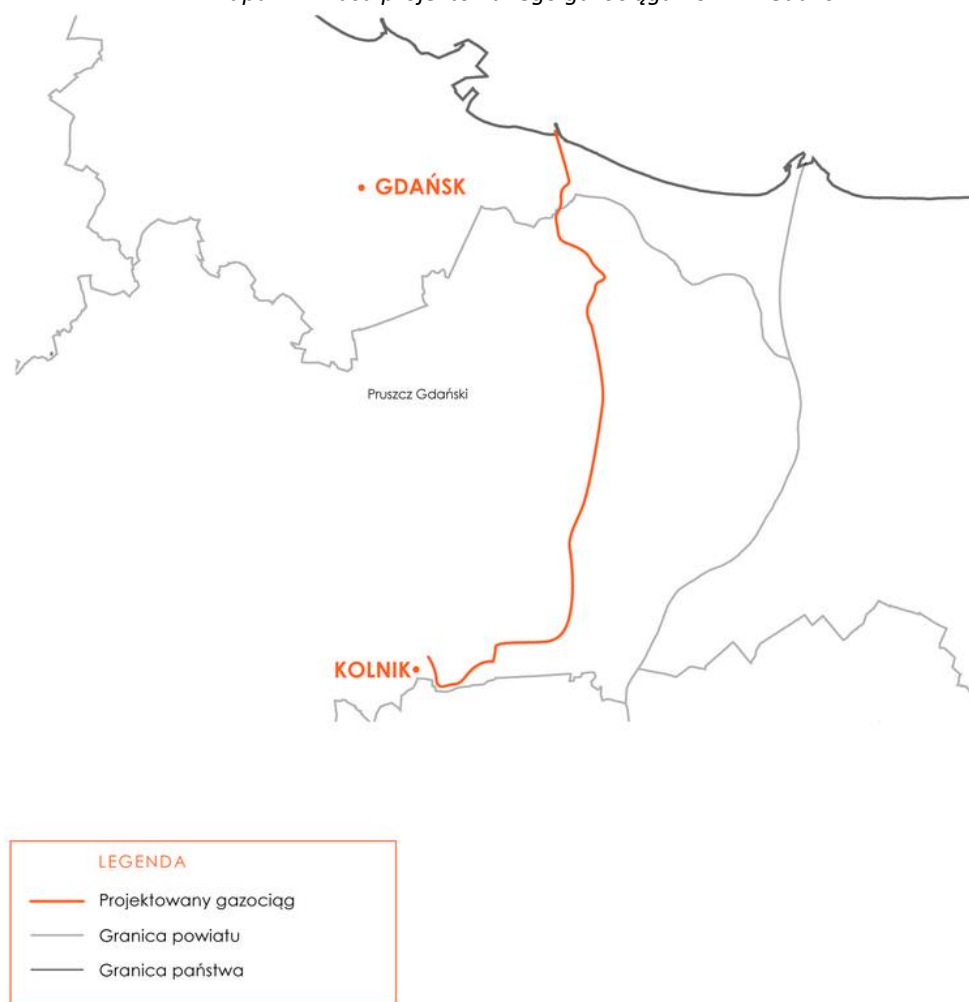 • GDAŃSK
Pruszcz Gdański
KOLNIK•
LEGENDA
Projektowany gazociąg
Granica powiatu
Granica państwa